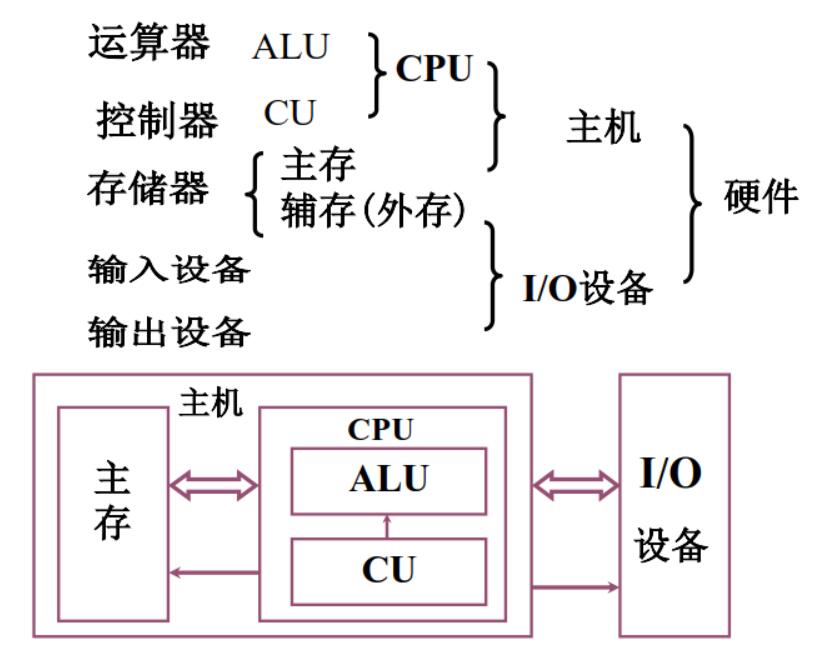 运算器 ALU
CPU
控制器 CU
主机
存储器
主存
辅存(外存)
硬件
输入设备
I/O设备
输出设备
主机
CPU
主存
ALU
CU
I/O
设备